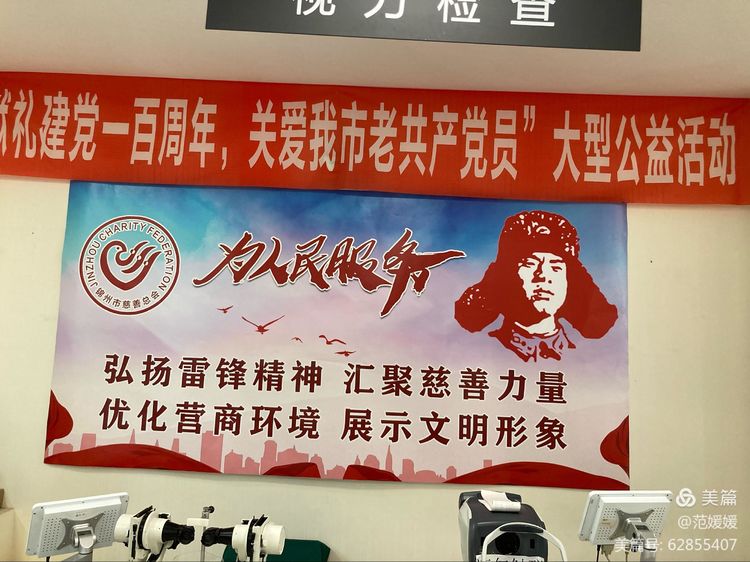 视力检查
献礼建党一百周年，关爱我市老共产党员”大型公益活动
JINZHOU CHARITY FEDERATION
锦州市慈善总会
为人民服务
弘扬雷锋精神 汇聚慈善力量
优化营商环境 展示文明形象
美篇
@范媛媛
美篇号: 62855407